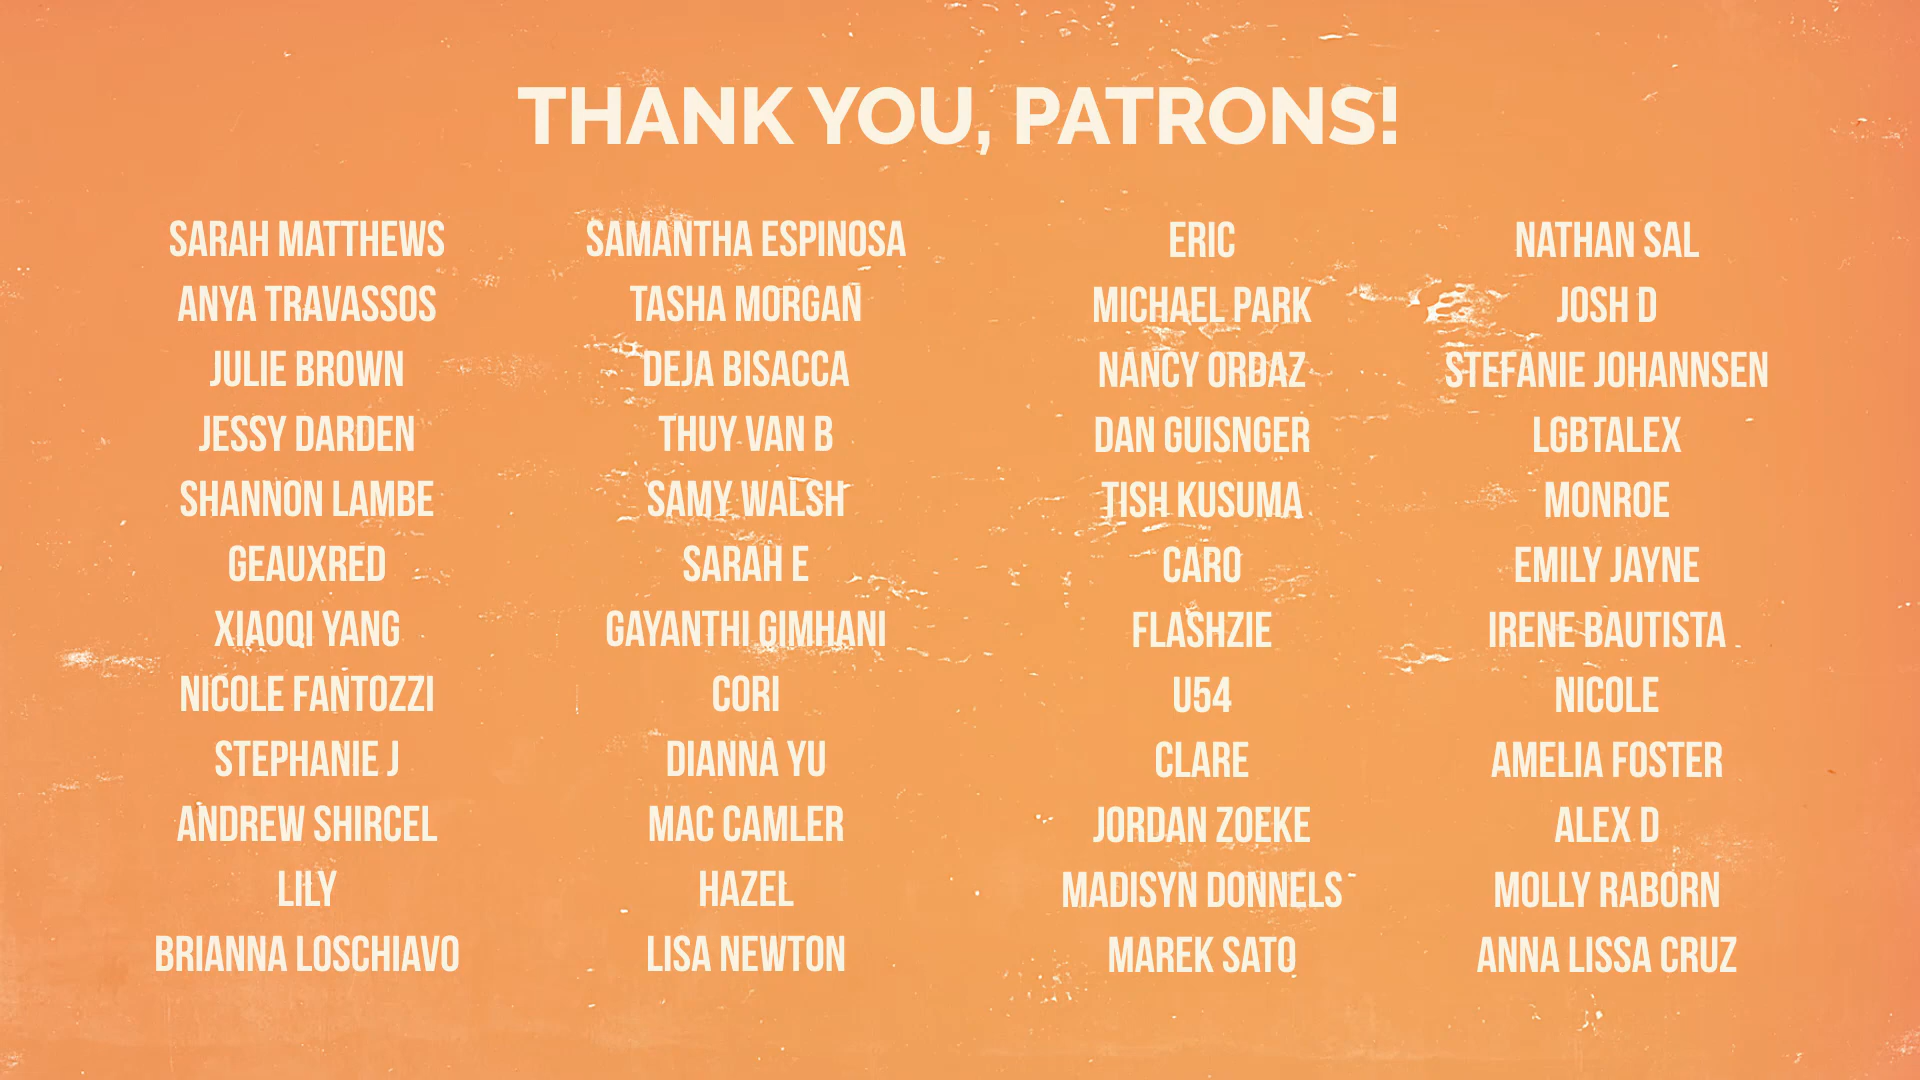 THANK YOU, PATRONS!
SARAH MATTHEWS
ANYA TRAVASSOS
JULIE BROWN
JESSY DARDEN
SHANNON LAMBE
GEAUXRED
XIAOQI YANG
NICOLE FANTOZZI
STEPHANIE J
ANDREW SHIRCEL
LILY
BRIANNA LOSCHIAVO
SAMANTHA ESPINOSA
TASHA MORGAN
DEJA BISACCA
THUY VAN B
SAMY WALSH
SARAH E
GAYANTHI GIMHANI
CORI
DIANNA YU
MAC CAMLER
HAZEL
LISA NEWTON
ERIC
MICHAEL PARK
NANCY ORDAZ
DAN GUISNGER
TISH KUSUMA
CARO
FLASHZIE
U54
CLARE
JORDAN ZOEKE
MADISYN DONNELS
MAREK SATO
NATHAN SAL
JOSH D
STEFANIE JOHANNSEN
LGBTALEX
MONROE
EMILY JAYNE
IRENE BAUTISTA
NICOLE
AMELIA FOSTER
ALEX D
MOLLY RABORN
ANNA LISSA CRUZ